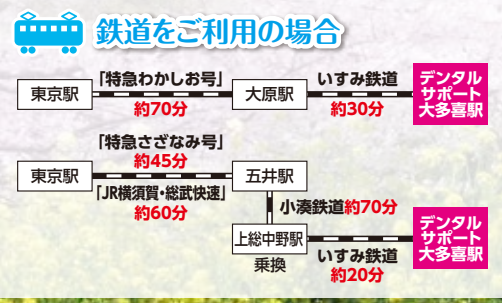 鉄道をご利用の場合
「特急わかしお号」
いすみ鉄道
東京駅
大原駅
デンタル
サポート
大多喜駅
約70分
約30分
「特急さざなみ号」
約45分
東京駅
五井駅
「JR横須賀・総武快速」
約60分
小湊鉄道約70分
上総中野駅
乗換
いすみ鉄道
約20分
デンタル
サポート
大多喜駅